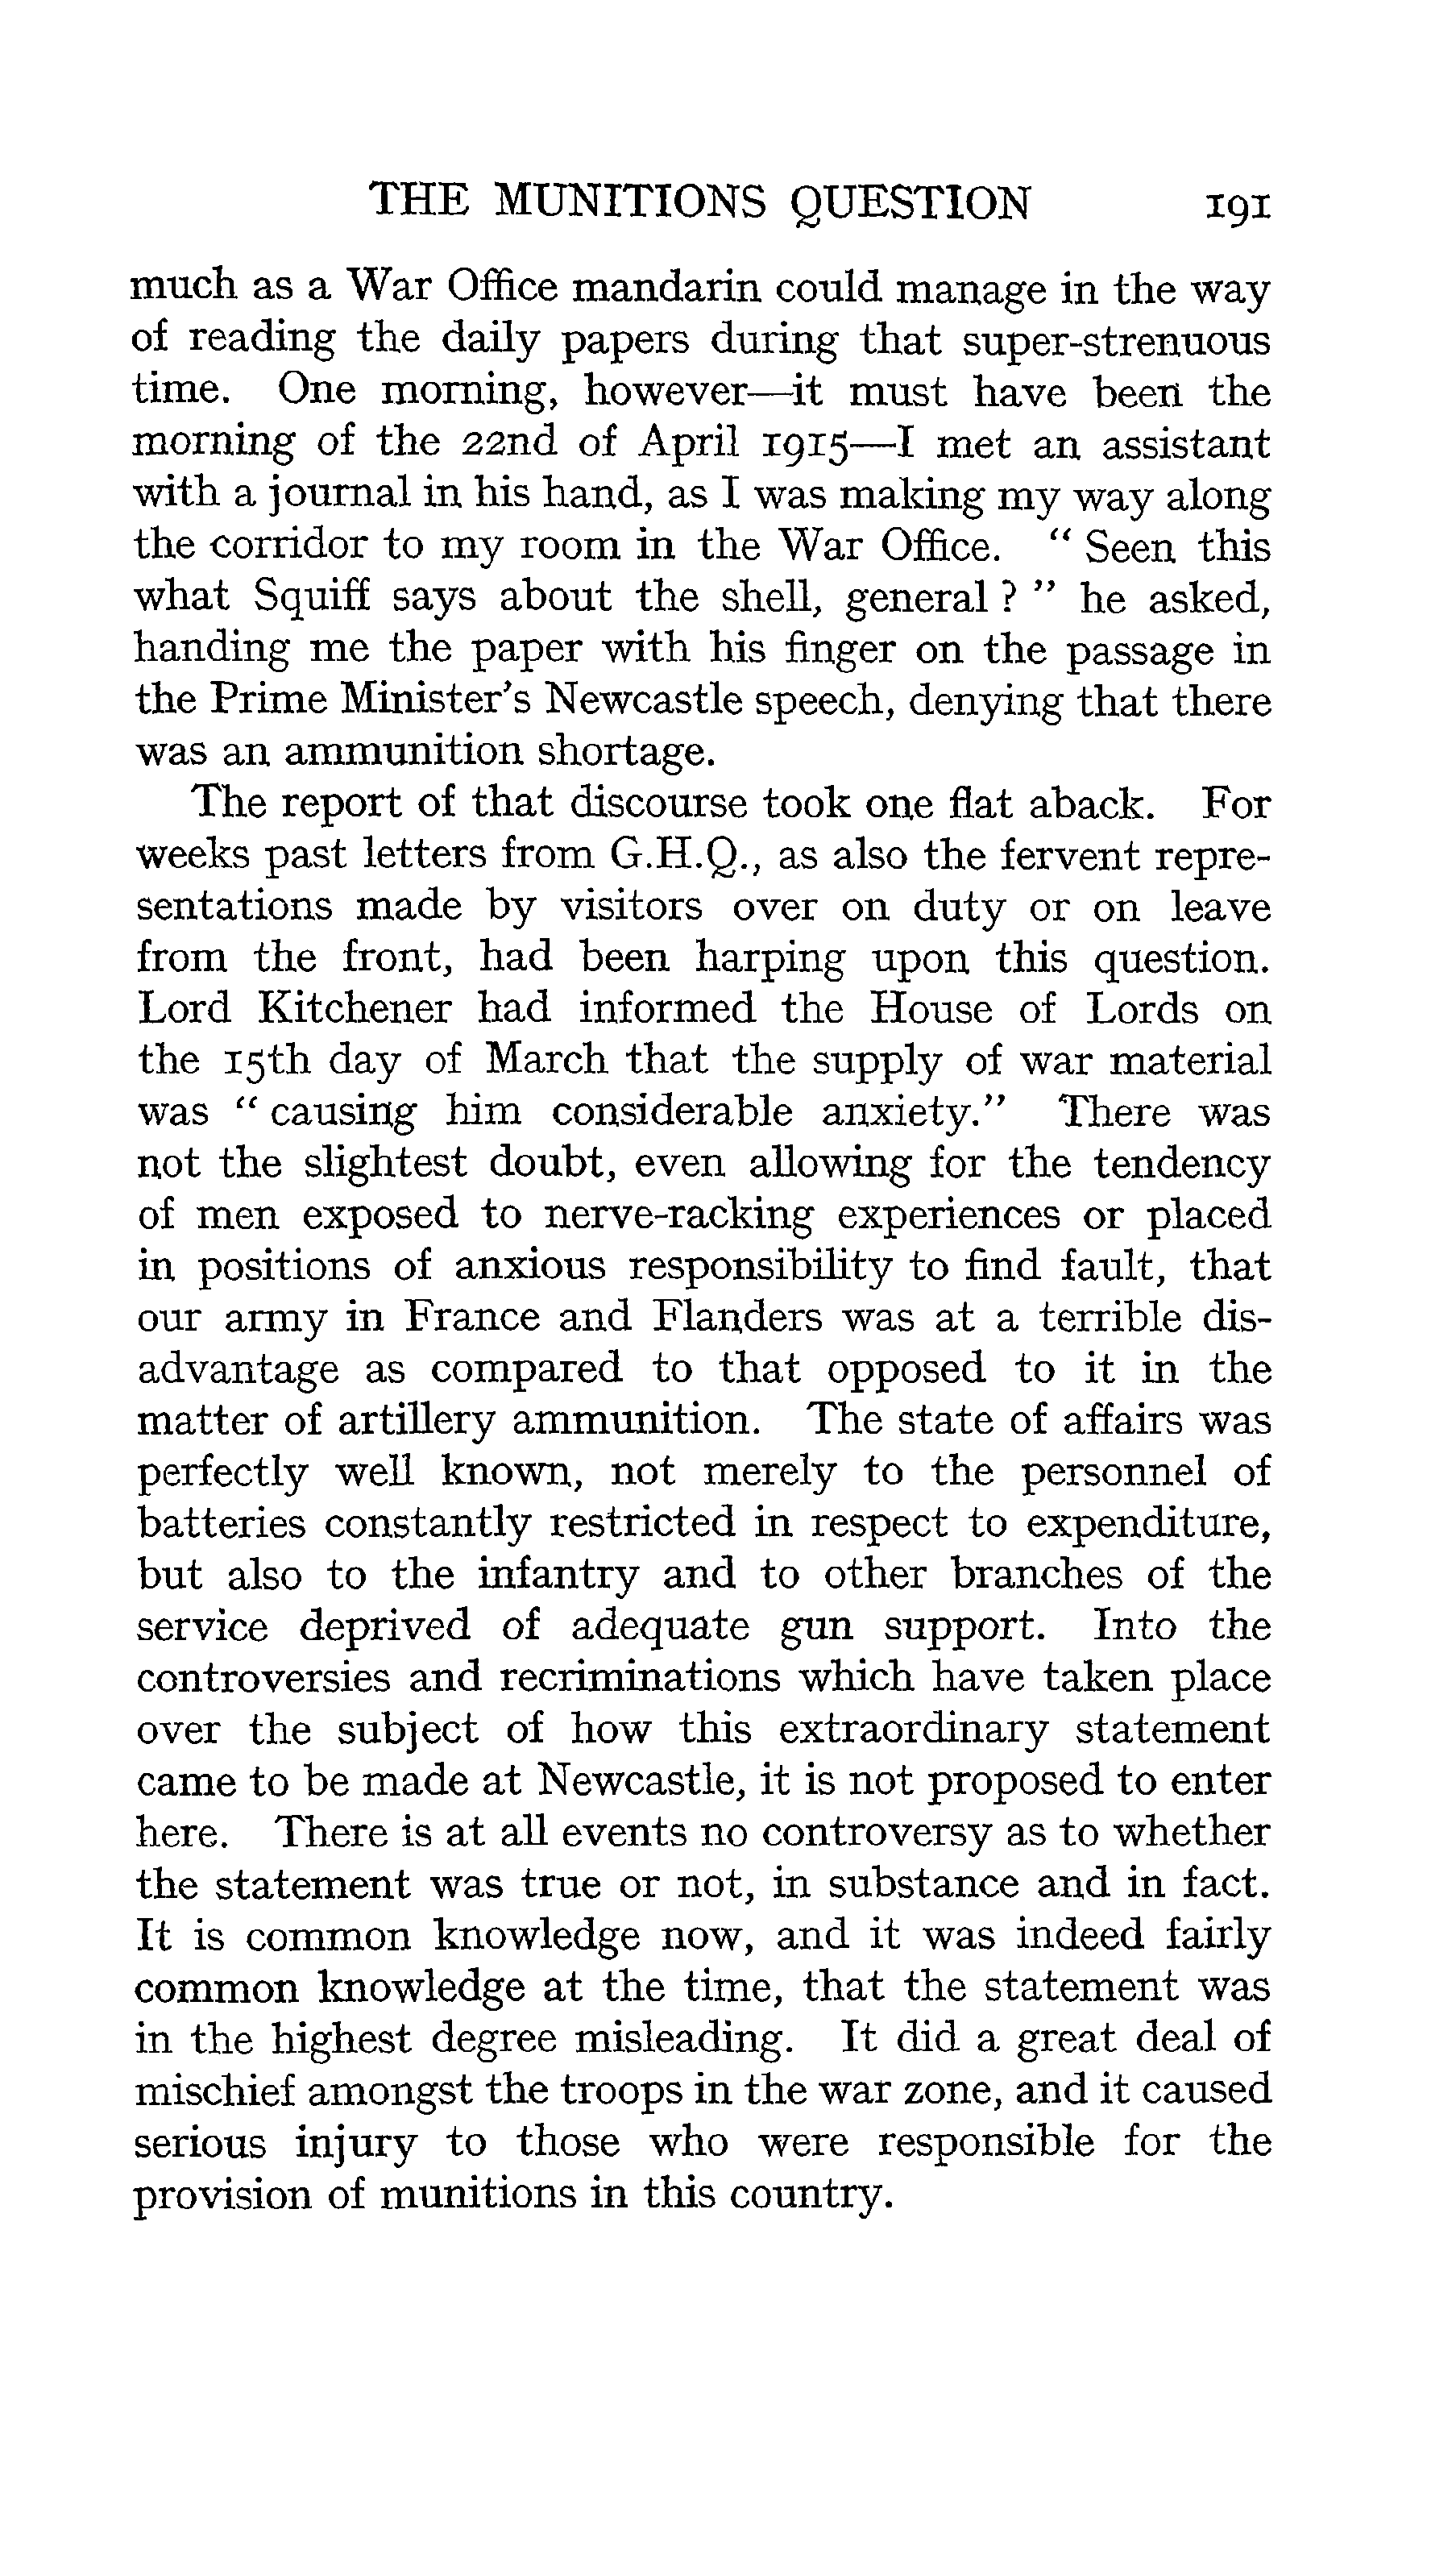 THE MUNITIONS QUESTION 191
much as a War Office mandarin could manage in the way
of reading the daily papers during that super-strenuous
time. One morning, however—it must have been the
morning of the 22nd of April 1915—I met an assistant
with a journal in his hand, as I was making my way along
the corridor to my room in the War Office. “ Seen this
what Squiff says about the shell, general ? ” he asked,
handing me the paper with his finger on the passage in
the Prime Minister's Newcastle speech, denying that there
was an ammunition shortage.
The report of that discourse took one flat aback. For
weeks past letters from G.H.Q., as also the fervent repre-
sentations made by visitors over on duty or on leave
from the front, had been harping upon this question.
Lord Kitchener had informed the House of Lords on
the 15th day of March that the supply of war material
was “ causing him considerable anxiety.” There was
not the slightest doubt, even allowing for the tendency
of men exposed to nerve-racking experiences or placed
in positions of anxious responsibility to find fault, that
our army in France and Flanders was at a terrible dis-
advantage as compared to that opposed to it in the
matter of artillery ammunition. The state of affairs was
perfectly well known, not merely to the personnel of
batteries constantly restricted in respect to expenditure,
but also to the infantry and to other branches of the
service deprived of adequate gun support. Into the
controversies and recriminations which have taken place
over the subject of how this extraordinary statement
came to be made at Newcastle, it is not proposed to enter
here. There is at all events no controversy as to whether
the statement was true or not, in substance and in fact.
It is common knowledge now, and it was indeed fairly
common knowledge at the time, that the statement was
in the highest degree misleading. It did a great deal of
mischief amongst the troops in the war zone, and it caused
serious injury to those who were responsible for the
provision of munitions in this country.